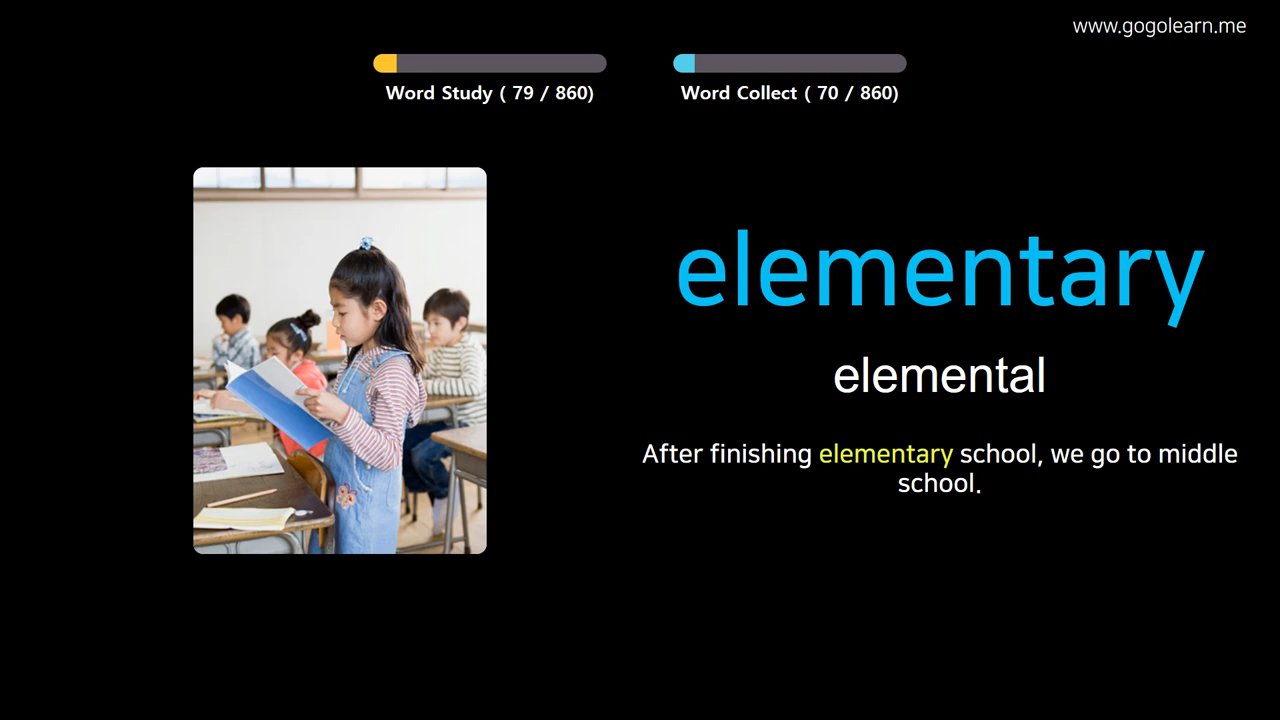 www.gogolearn.me
Word Study ( 79 / 860)
Word Collect ( 70 / 860)
elementary
elemental
After finishing elementary school, we go to middle
school.